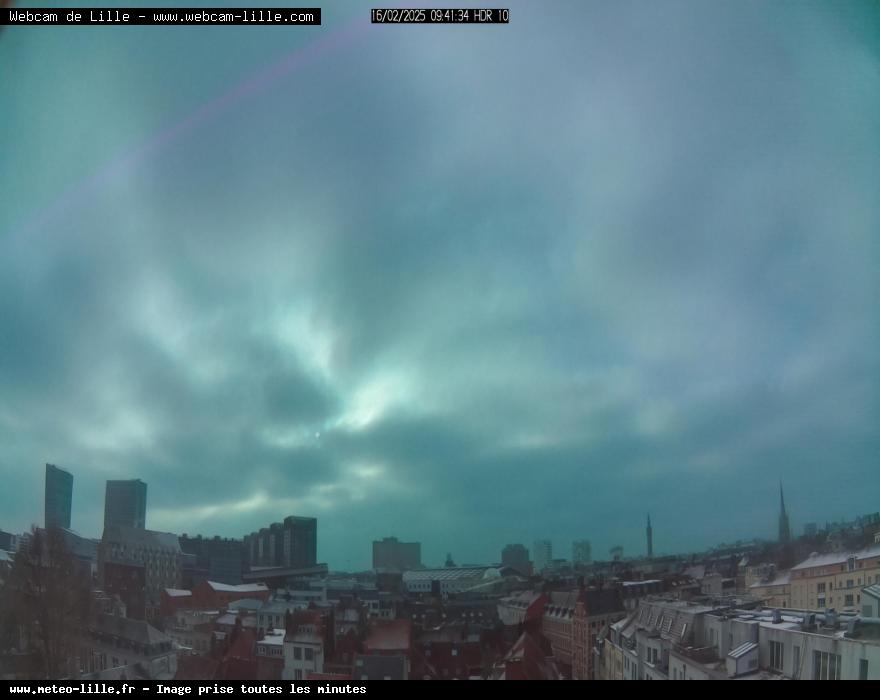 Webcam de Lille - www.webcam-lille.com
16/02/2025 09:41:34 HDR 10
www.meteo-lille.fr - Image prise toutes les minutes